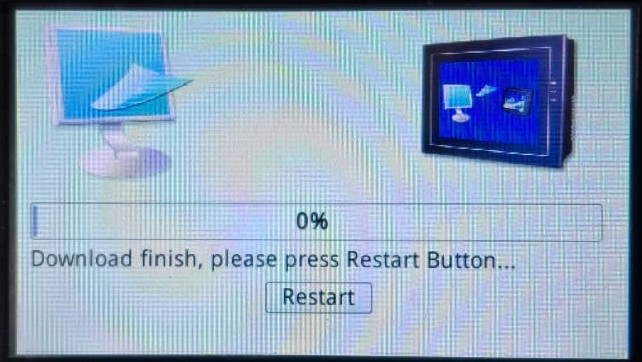 0%
Download finish, please press Restart Button...
Restart